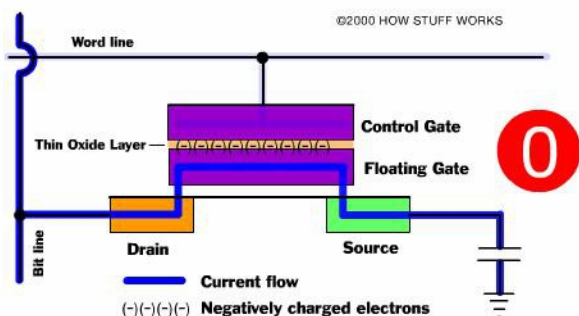 ©2000 HOW STUFF WORKS
Word line
Control Gate
Thin Oxide Layer
(-)(-)(-)(-)(-)(-)(-)(-)(-)
Floating Gate
0
Bit line
Drain
Source
Current flow
(-)(-)(-)(-) Negatively charged electrons